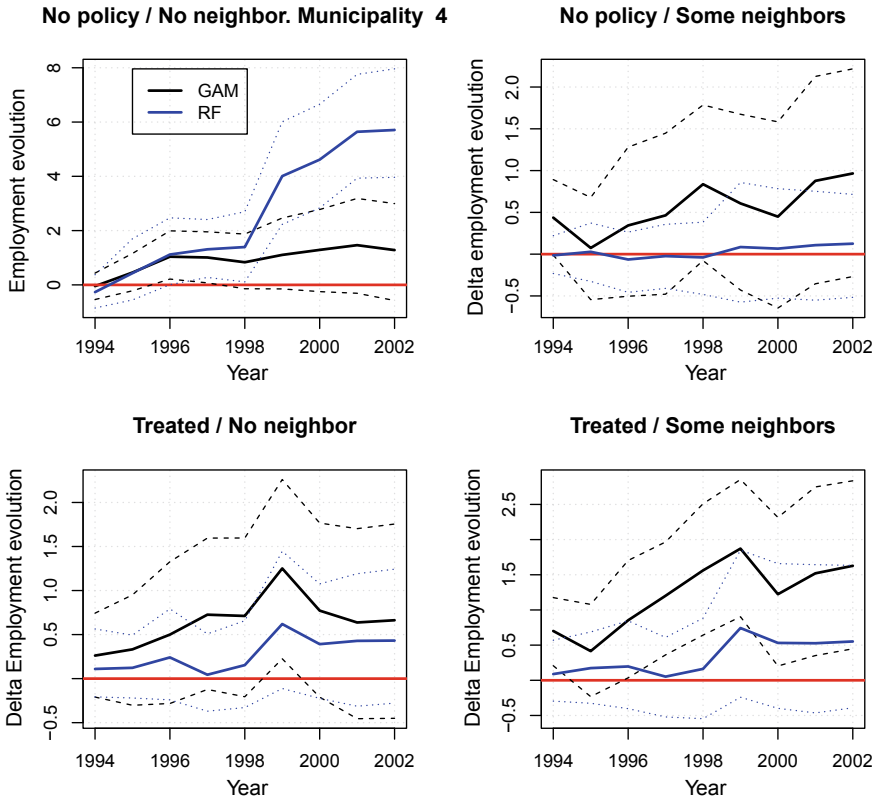 No policy / No neighbor. Municipality 4
Employment evolution
8
6
4
2
0
GAM
RF
1994 1996 1998 2000 2002
Year
No policy / Some neighbors
Delta employment evolution
2.0
1.5
1.0
0.5
−0.5
1994 1996 1998 2000 2002
Year
Treated / No neighbor
Delta Employment evolution
2.0
1.5
1.0
0.5
−0.5
1994 1996 1998 2000 2002
Year
Treated / Some neighbors
Delta Employment evolution
2.5
1.5
0.5
−0.5
1994 1996 1998 2000 2002
Year